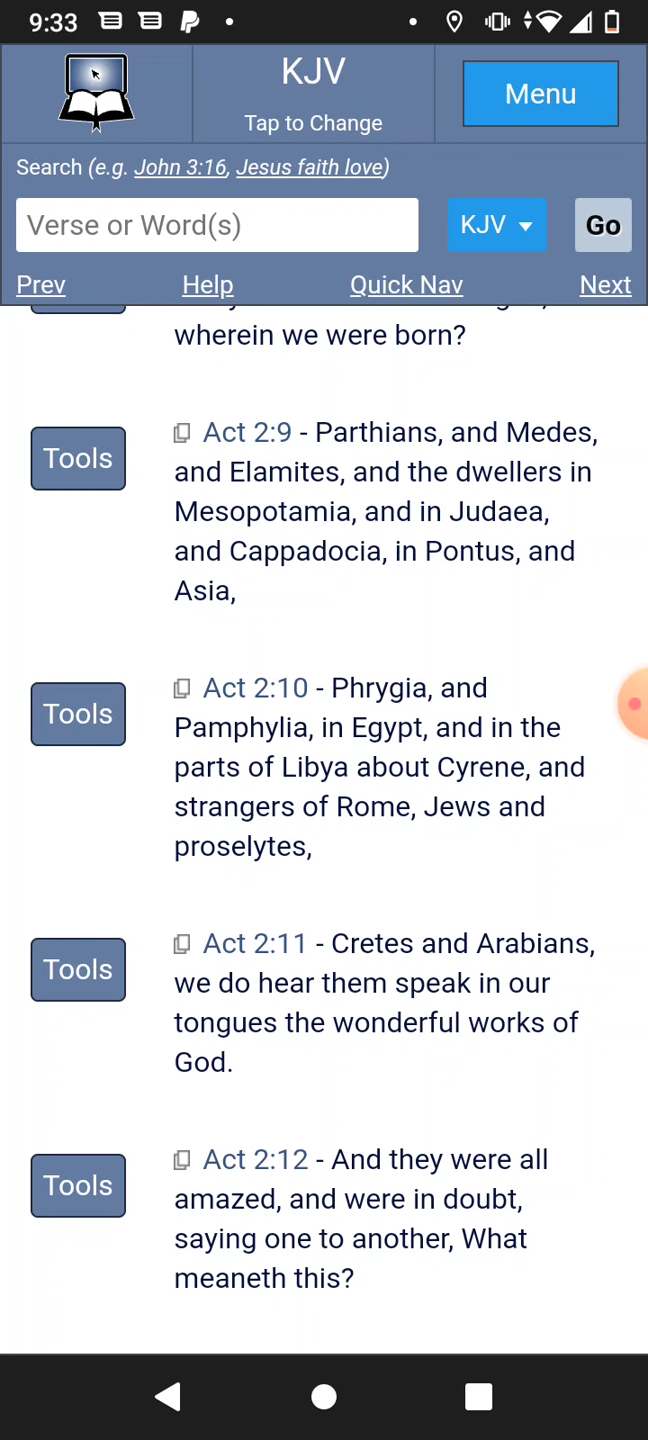 9:33
KJV
Tap to Change
Menu
Search (e.g. John 3:16, Jesus faith love)
Verse or Word(s)
KJV
Go
Prev Help Quick Nav Next
wherein we were born?
Tools
Act 2:9 - Parthians, and Medes,
and Elamites, and the dwellers in
Mesopotamia, and in Judaea,
and Cappadocia, in Pontus, and
Asia,
Tools
Act 2:10 - Phrygia, and
Pamphylia, in Egypt, and in the
parts of Libya about Cyrene, and
strangers of Rome, Jews and
proselytes,
Tools
Act 2:11 - Cretes and Arabians,
we do hear them speak in our
tongues the wonderful works of
God.
Tools
Act 2:12 - And they were all
amazed, and were in doubt,
saying one to another, What
meaneth this?